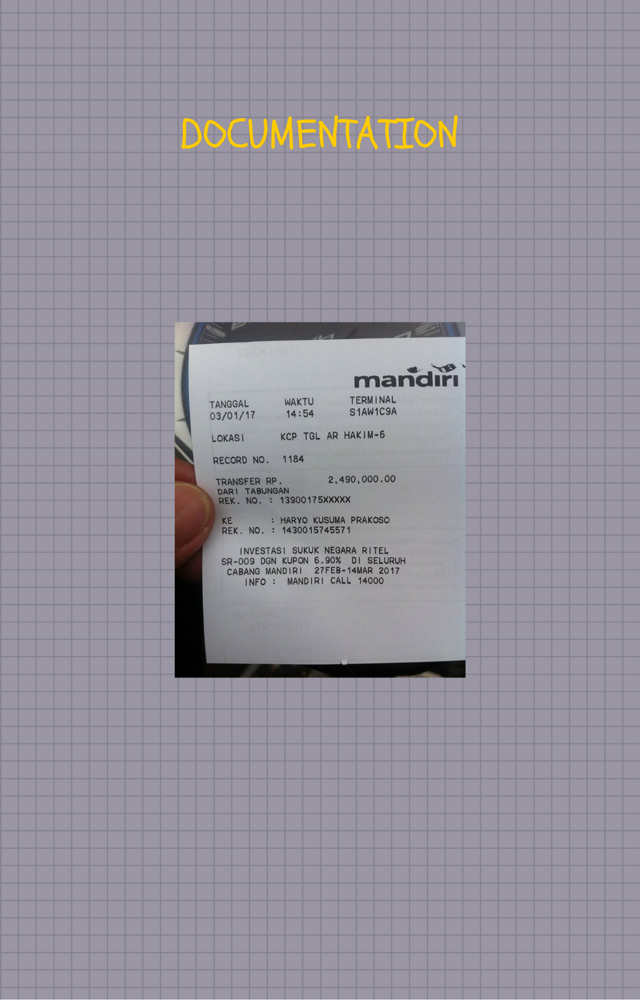 DOCUMENTATION
mandiri
TANGGAL WAKTU TERMINAL
03/01/17 14:54 S1AW1C9A
LOKASI KCP TGL AR HAKIM-6
RECORD NO. 1184
TRANSFER RP. 2,490,000.00
DARI TABUNGAN
REK. NO. : 13900175XXXXX
KE : HARYO KUSUMA PRAKOSO
REK. NO. : 1430015745571
INVESTASI SUKUK NEGARA RITEL
SR-009 DGN KUPON 6.90% DI SELURUH
CABANG MANDIRI 27FEB-14MAR 2017
INFO : MANDIRI CALL 14000